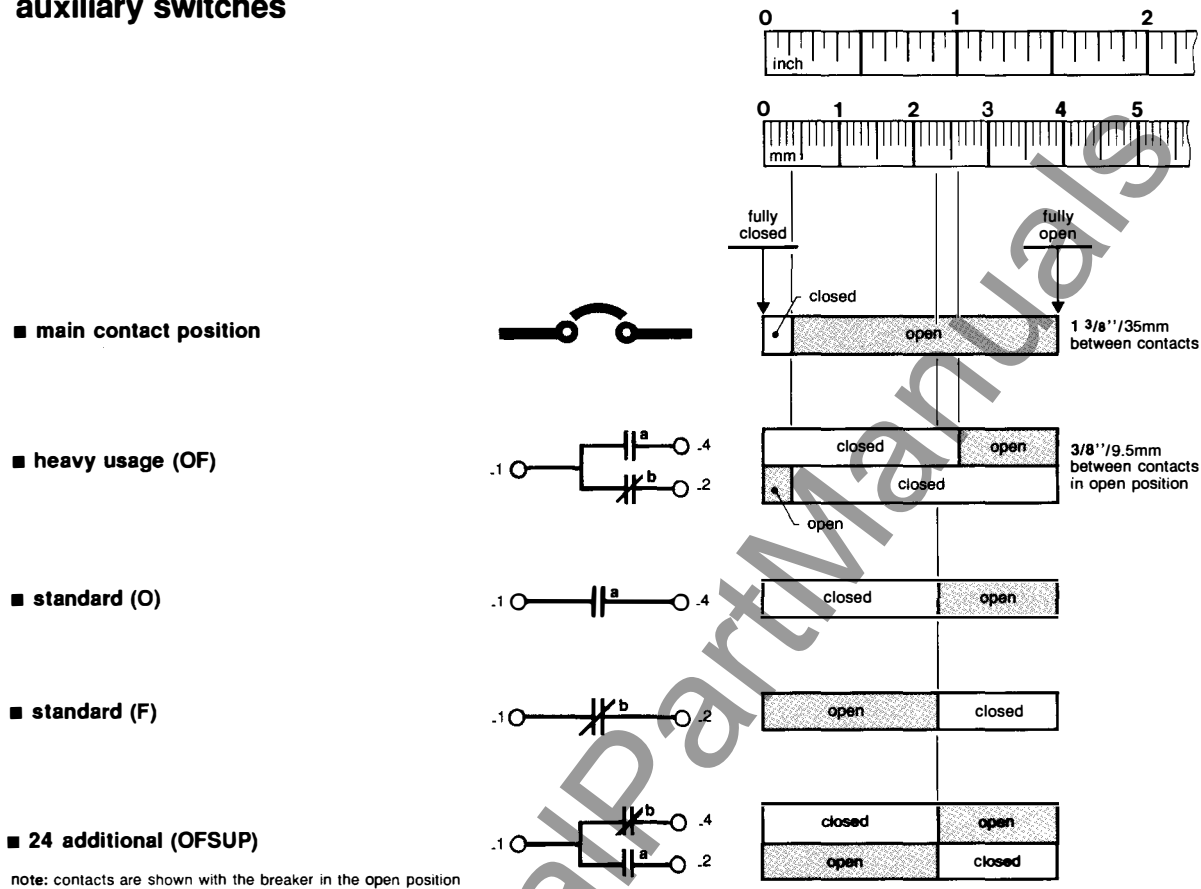 auxiliary switches
0 1 2
inch
0 1 2 3 4 5
mm
fully closed
fully open
closed
■ main contact position
open
1 3/8''/35mm
between contacts
■ heavy usage (OF)
.1
a
.4
b
.2
closed
open
closed
open
3/8''/9.5mm
between contacts
in open position
■ standard (O)
.1
a
.4
closed
open
■ standard (F)
.1
b
.2
open
closed
■ 24 additional (OFSUP)
.1
b
.4
a
.2
closed
open
open
closed
note: contacts are shown with the breaker in the open position
alPartManuals